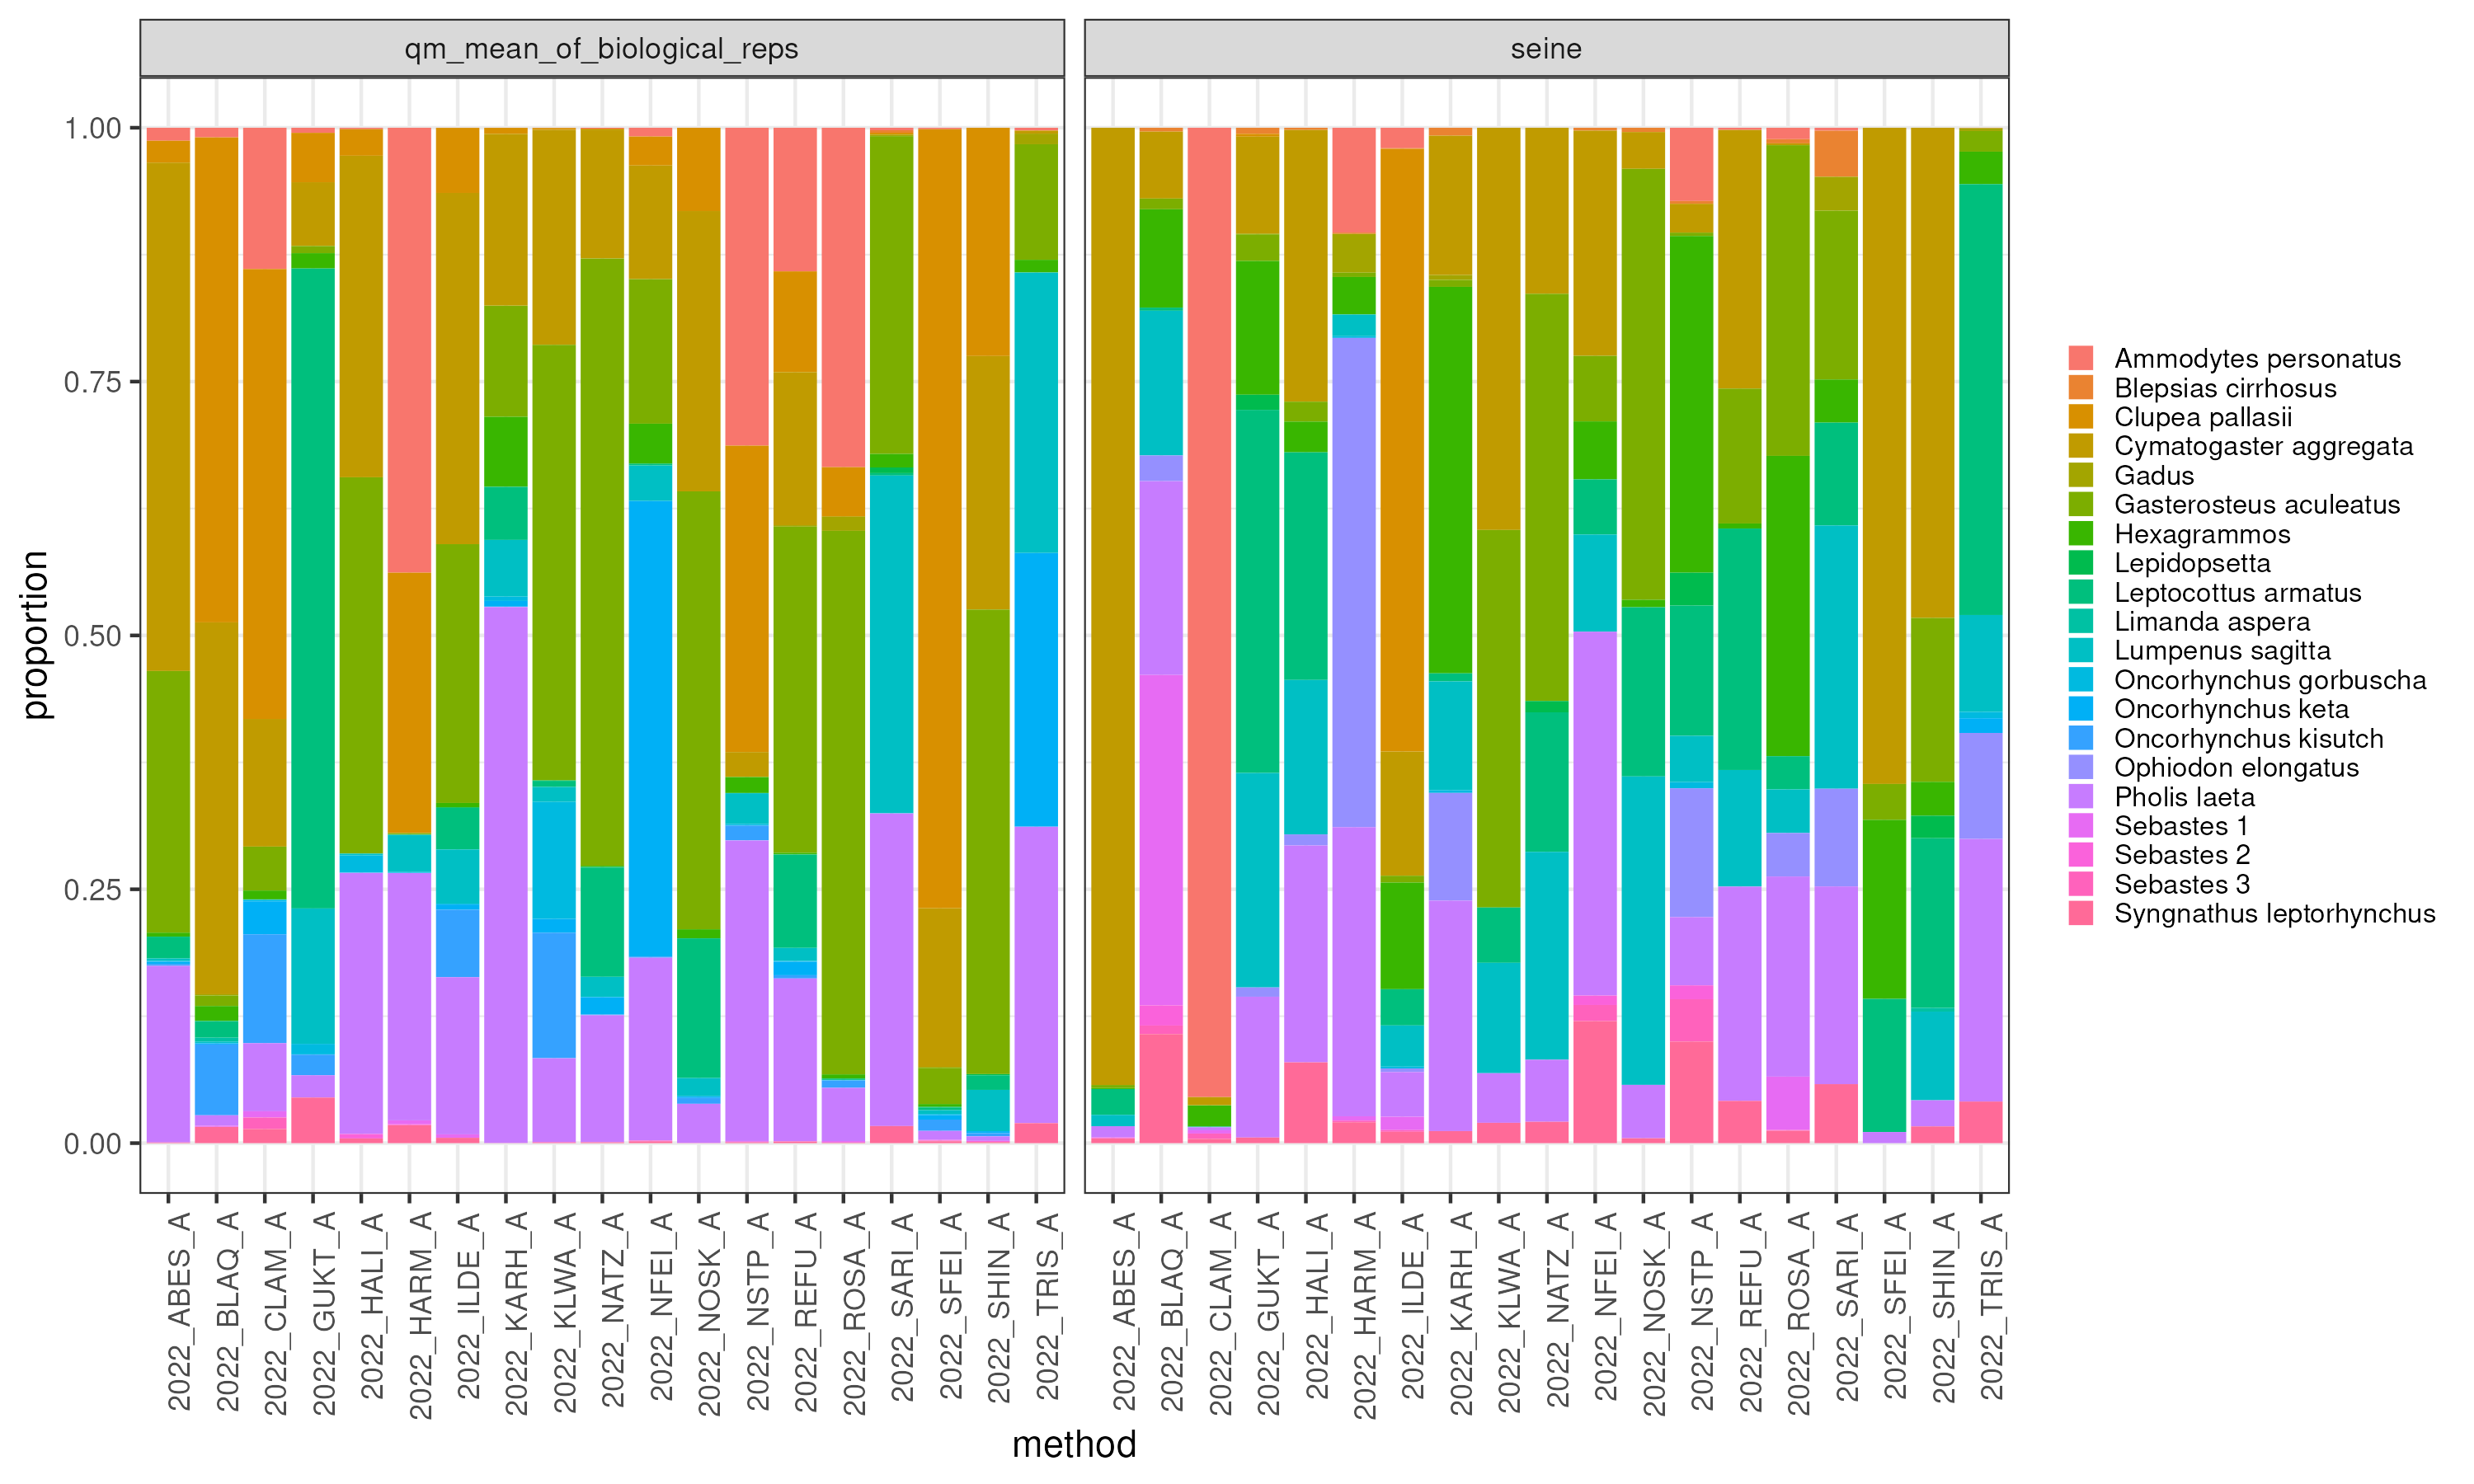 qm_mean_of_biological_reps
seine
proportion
1.00
0.75
0.50
0.25
0.00
2022_ABES_A
2022_BLAQ_A
2022_CLAM_A
2022_GUKT_A
2022_HALI_A
2022_HARM_A
2022_ILDE_A
2022_KARH_A
2022_KLWA_A
2022_NATZ_A
2022_NFEI_A
2022_NOSK_A
2022_NSTP_A
2022_REFU_A
2022_ROSA_A
2022_SARI_A
2022_SFEI_A
2022_SHIN_A
2022_TRIS_A
2022_ABES_A
2022_BLAQ_A
2022_CLAM_A
2022_GUKT_A
2022_HALI_A
2022_HARM_A
2022_ILDE_A
2022_KARH_A
2022_KLWA_A
2022_NATZ_A
2022_NFEI_A
2022_NOSK_A
2022_NSTP_A
2022_REFU_A
2022_ROSA_A
2022_SARI_A
2022_SFEI_A
2022_SHIN_A
2022_TRIS_A
method
Ammodytes personatus
Blepsias cirrhosus
Clupea pallasii
Cymatogaster aggregata
Gadus
Gasterosteus aculeatus
Hexagrammos
Lepidopsetta
Leptocottus armatus
Limanda aspera
Lumpenus sagitta
Oncorhynchus gorbuscha
Oncorhynchus keta
Oncorhynchus kisutch
Ophiodon elongatus
Pholis laeta
Sebastes 1
Sebastes 2
Sebastes 3
Syngnathus leptorhynchus